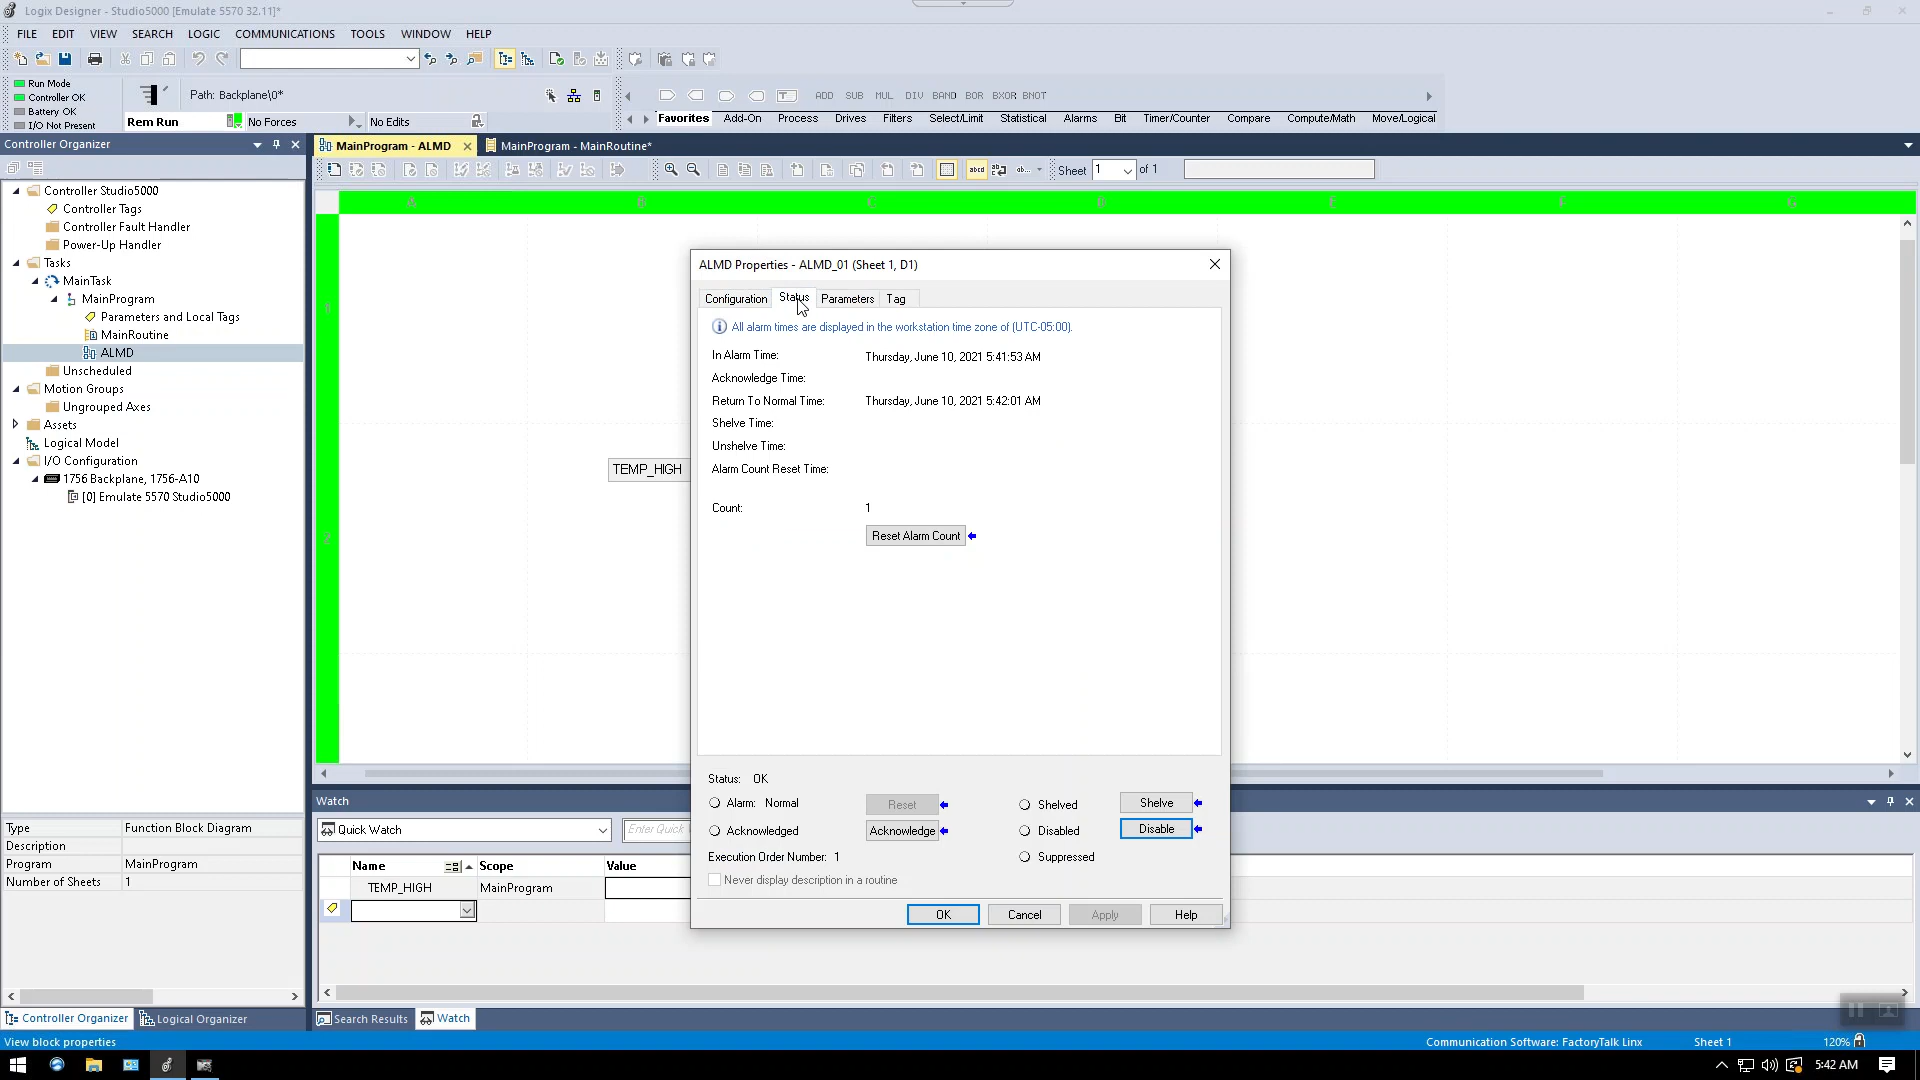 Logix Designer - Studio5000 [Emulate 5570 32.11]*
FILE EDIT VIEW SEARCH LOGIC COMMUNICATIONS TOOLS WINDOW HELP
Run Mode
Controller OK
Battery OK
I/O Not Present
Path: Backplane\0*
Rem Run
No Forces
No Edits
ADD SUB MUL DIV BAND BOR BXOR BNOT
Favorites Add-On Process Drives Filters Select/Limit Statistical Alarms Bit Timer/Counter Compare Compute/Math Move/Logical
Controller Organizer
MainProgram - ALMD
MainProgram - MainRoutine*
Sheet 1 of 1
Controller Studio5000
Controller Tags
Controller Fault Handler
Power-Up Handler
Tasks
MainTask
MainProgram
Parameters and Local Tags
MainRoutine
ALMD
Unscheduled
Motion Groups
Ungrouped Axes
Assets
Logical Model
I/O Configuration
1756 Backplane, 1756-A10
[0] Emulate 5570 Studio5000
A B C D E F G
1
2
TEMP_HIGH
ALMD Properties - ALMD_01 (Sheet 1, D1)
Configuration Status Parameters Tag
All alarm times are displayed in the workstation time zone of (UTC-05:00).
In Alarm Time: Thursday, June 10, 2021 5:41:53 AM
Acknowledge Time:
Return To Normal Time: Thursday, June 10, 2021 5:42:01 AM
Shelve Time:
Unshelve Time:
Alarm Count Reset Time:
Count: 1
Reset Alarm Count
Status: OK
Alarm: Normal Reset Shelved Shelve
Acknowledged Acknowledge Disabled Disable
Execution Order Number: 1 Suppressed
Never display description in a routine
OK Cancel Apply Help
Type Function Block Diagram
Description
Program MainProgram
Number of Sheets 1
Watch
Quick Watch
Enter Quick
Name Scope Value
TEMP_HIGH MainProgram
Controller Organizer Logical Organizer
Search Results Watch
View block properties
Communication Software: FactoryTalk Linx
Sheet 1
120%
5:42 AM